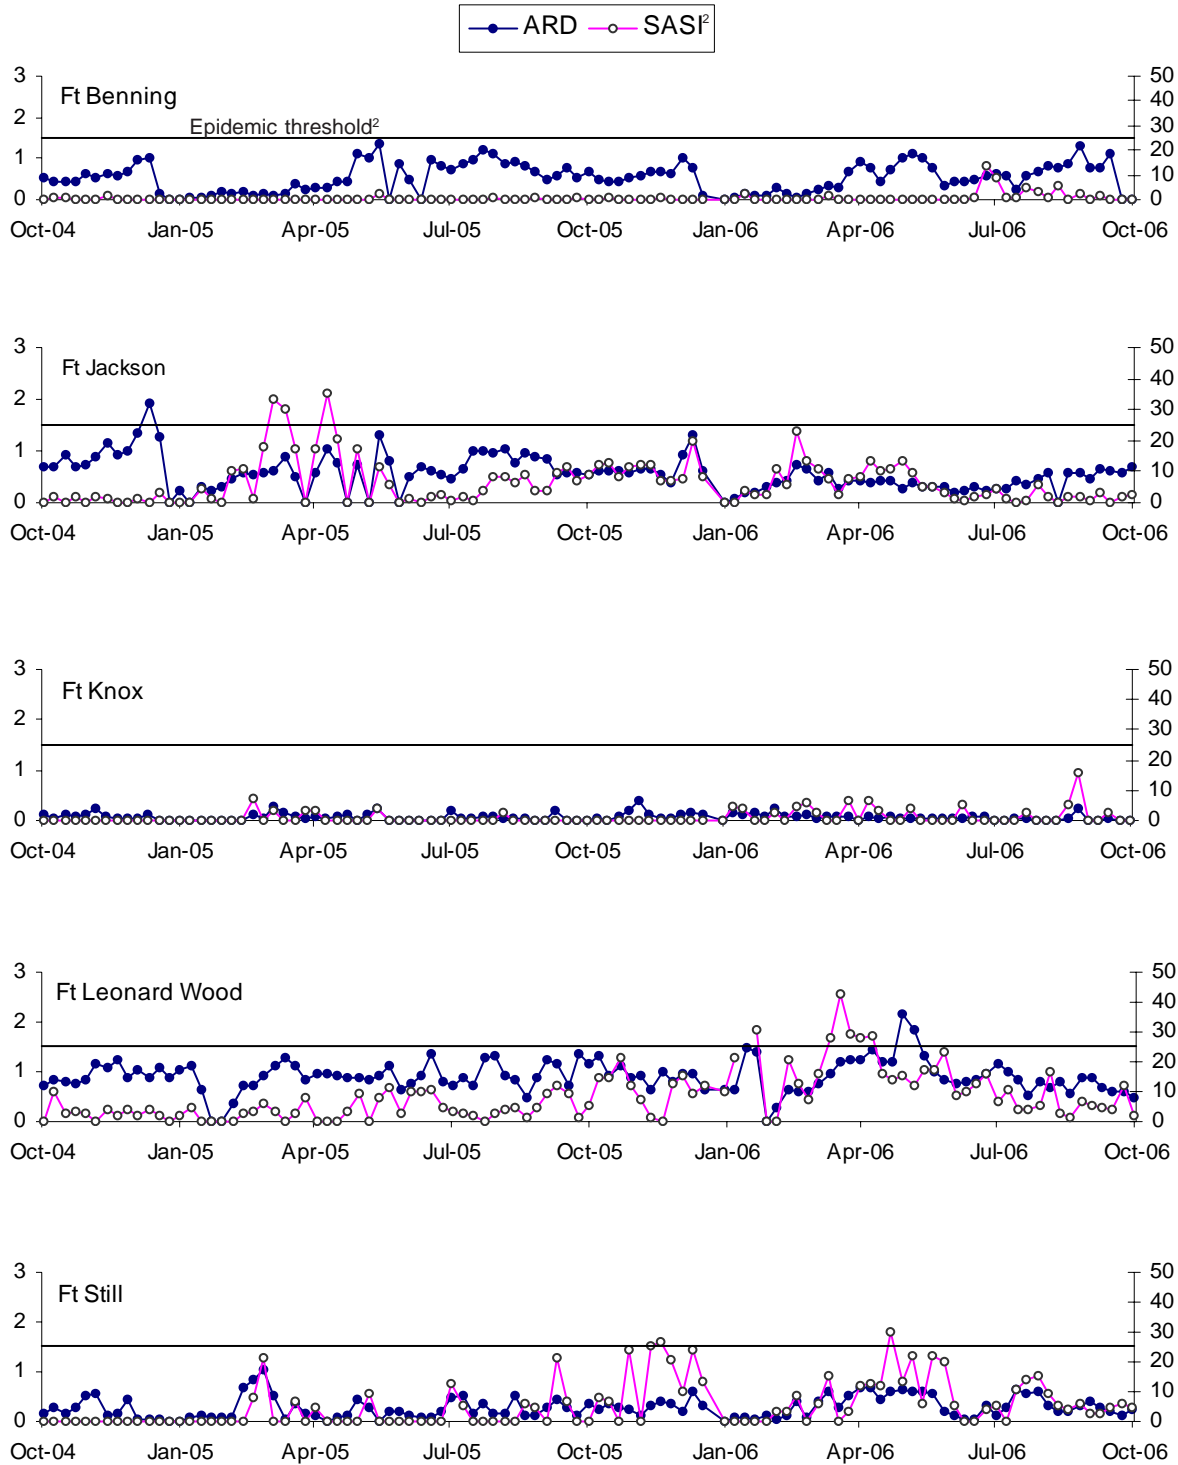 ARD SASI²
3 50
Ft Benning 40
2 Epidemic threshold² 30
1 20
10
0 0
Oct-04 Jan-05 Apr-05 Jul-05 Oct-05 Jan-06 Apr-06 Jul-06 Oct-06
3 50
Ft Jackson 40
2 30
1 20
10
0 0
Oct-04 Jan-05 Apr-05 Jul-05 Oct-05 Jan-06 Apr-06 Jul-06 Oct-06
3 50
Ft Knox 40
2 30
1 20
10
0 0
Oct-04 Jan-05 Apr-05 Jul-05 Oct-05 Jan-06 Apr-06 Jul-06 Oct-06
3 50
Ft Leonard Wood 40
2 30
1 20
10
0 0
Oct-04 Jan-05 Apr-05 Jul-05 Oct-05 Jan-06 Apr-06 Jul-06 Oct-06
3 50
Ft Still 40
2 30
1 20
10
0 0
Oct-04 Jan-05 Apr-05 Jul-05 Oct-05 Jan-06 Apr-06 Jul-06 Oct-06